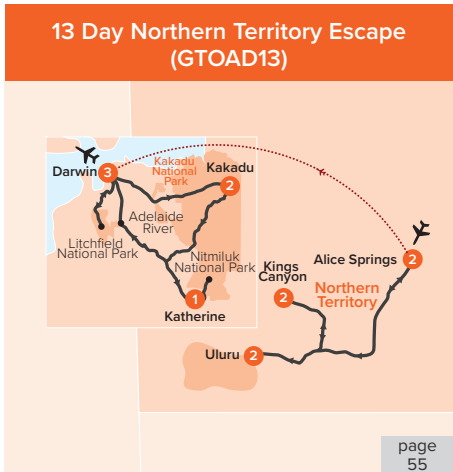 13 Day Northern Territory Escape
(GTOAD13)
Darwin
3
Kakadu
National
Park
Kakadu
2
Adelaide
River
Litchfield
National Park
Nitmiluk
National Park
1
Katherine
Kings
Canyon
2
Alice Springs
2
Northern
Territory
Uluru
2
page
55